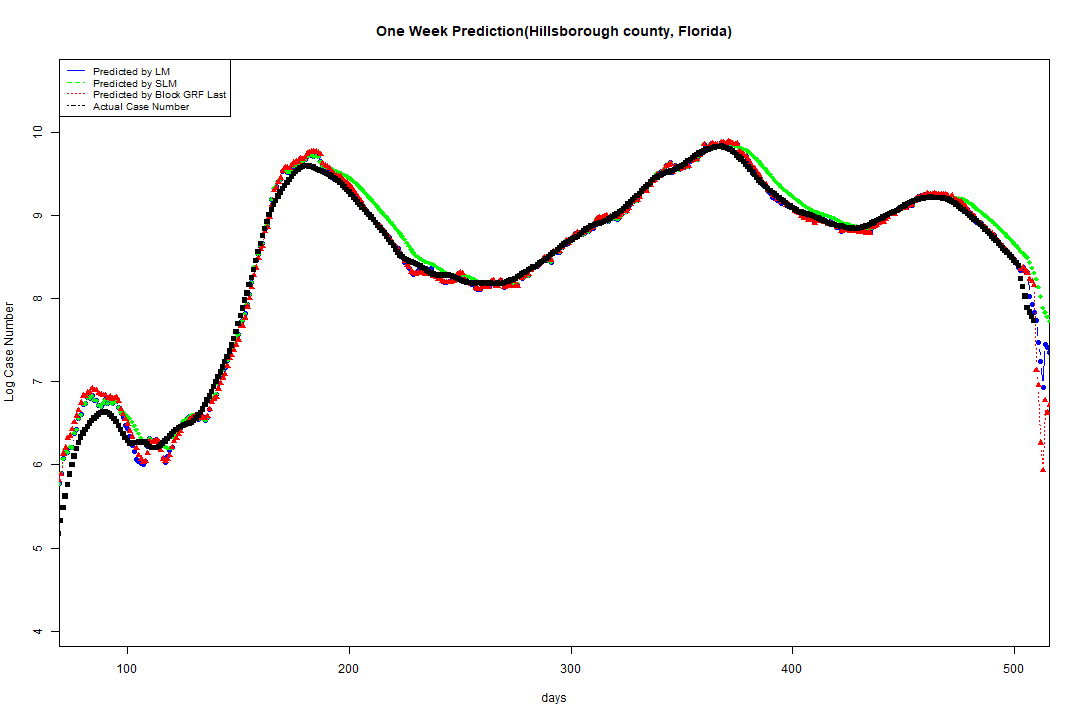 One Week Prediction(Hillsborough county, Florida)
Predicted by LM
Predicted by SLM
Predicted by Block GRF Last
Actual Case Number
10
9
8
7
6
5
4
Log Case Number
100 200 300 400 500
days